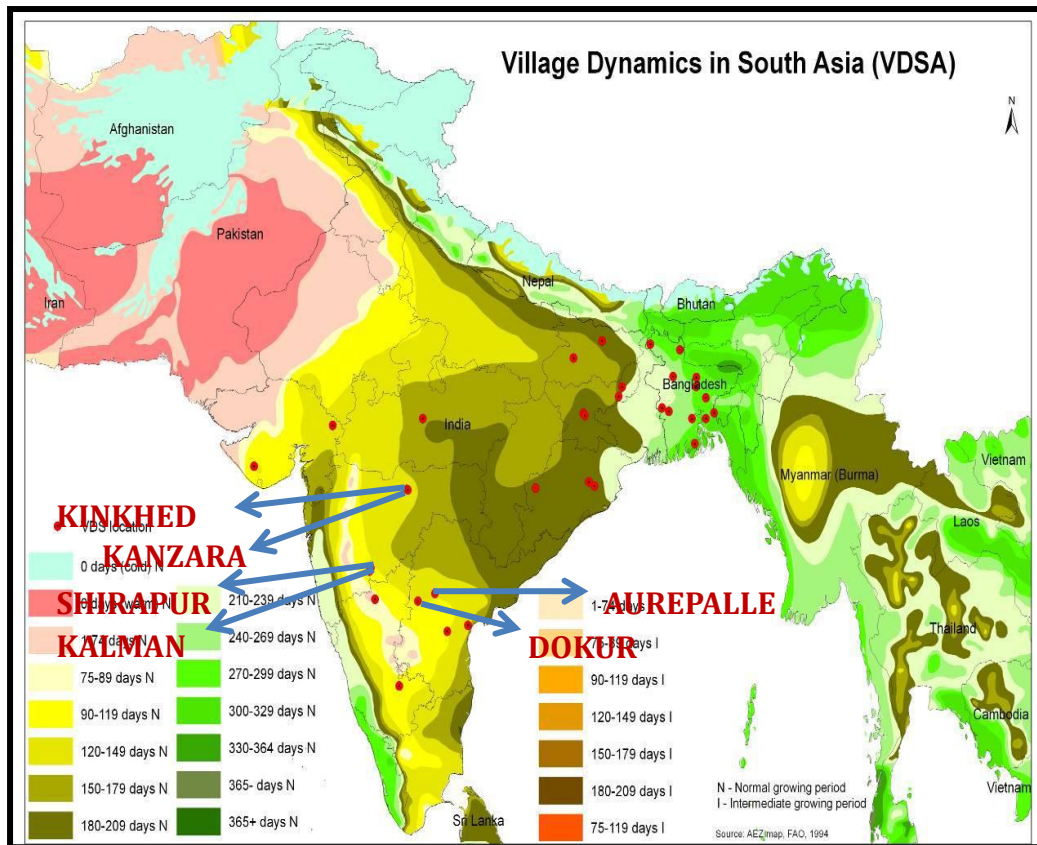 Village Dynamics in South Asia (VDSA)
N
Afghanistan
Pakistan
Iran
Nepal
Bhutan
Bangladesh
India
Myanmar (Burma)
Vietnam
Laos
Thailand
Cambodia
Vietnam
Sri Lanka
KINKHED
KANZARA
SHIRAPUR
KALMAN
AUREPALLE
DOKUR
VDS location
0 days (cold) N
75-89 days N
90-119 days N
120-149 days N
150-179 days N
180-209 days N
210-239 days N
240-269 days N
270-299 days N
300-329 days N
330-364 days N
365- days N
365+ days N
1-74 days I
90-119 days I
120-149 days I
150-179 days I
180-209 days I
75-119 days I
N - Normal growing period
I - Intermediate growing period
Source: AEZ/map, FAO, 1994